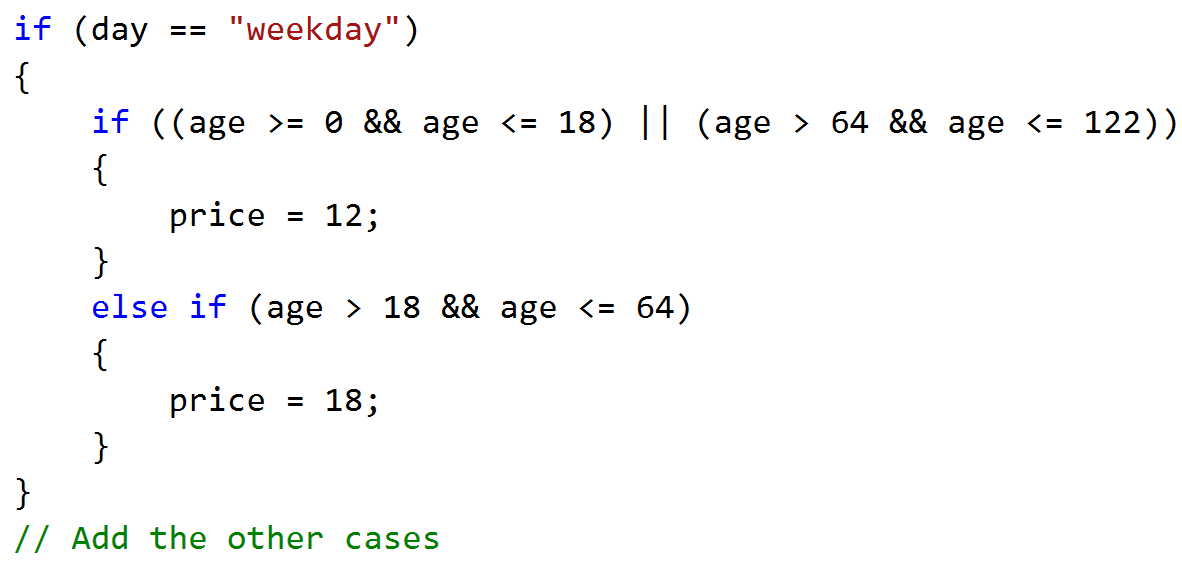 if (day == "weekday")
{
    if ((age >= 0 && age <= 18) || (age > 64 && age <= 122))
    {
        price = 12;
    }
    else if (age > 18 && age <= 64)
    {
        price = 18;
    }
}
// Add the other cases